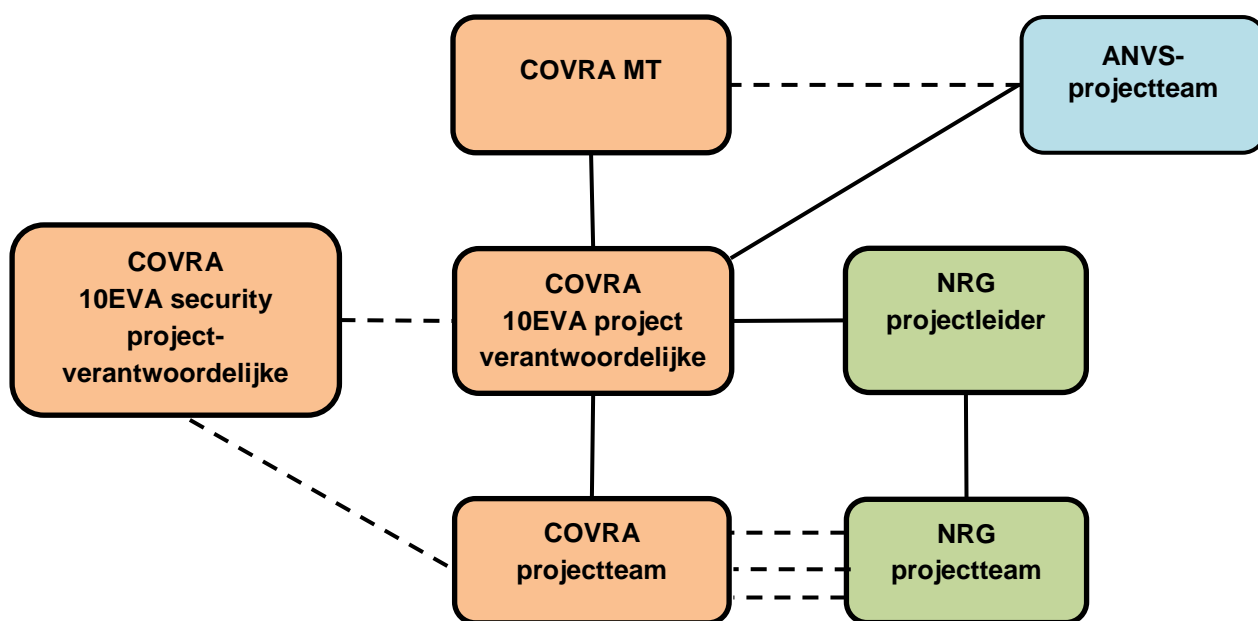 COVRA MT
ANVS-
projectteam
COVRA
10EVA security
project-
verantwoordelijke
COVRA
10EVA project
verantwoordelijke
NRG
projectleider
COVRA
projectteam
NRG
projectteam